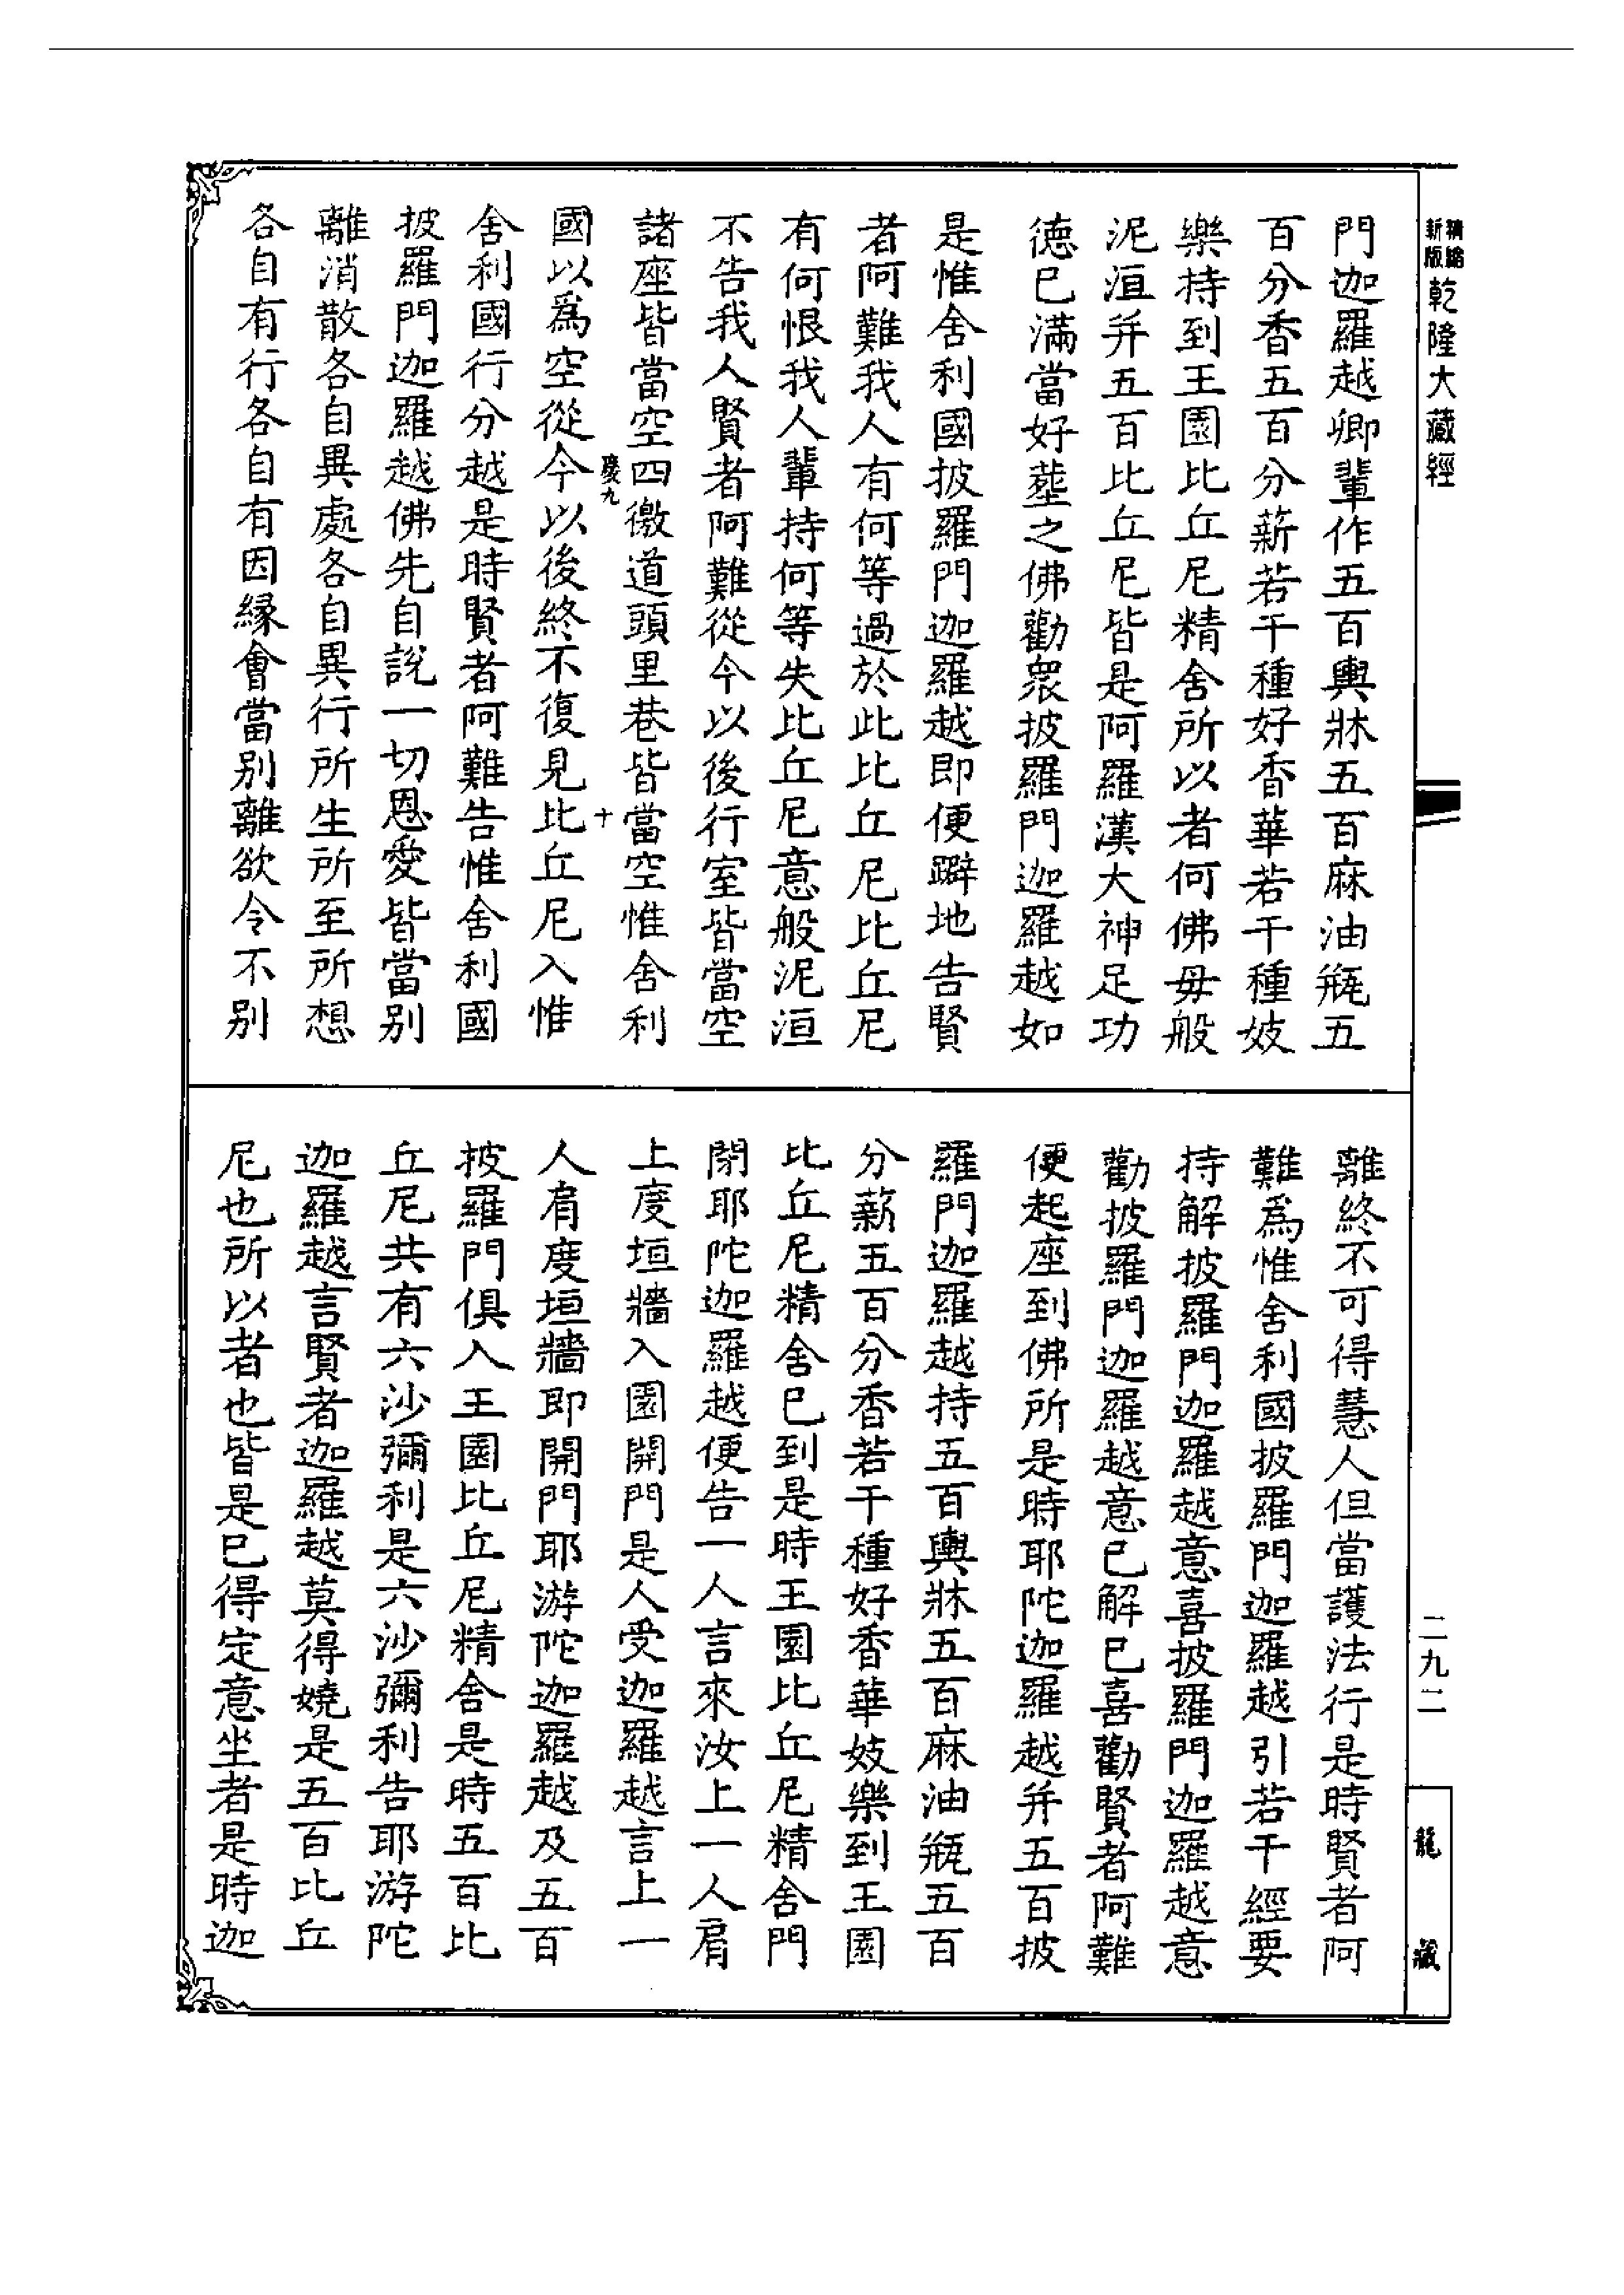 精縮新版乾隆大藏經
門迦羅越卿輩作五百輿牀五百麻油瓶五
百分香五百分薪若干種好香華若干種妓
樂持到王園比丘尼精舍所以者何佛母般
泥洹并五百比丘尼皆是阿羅漢大神足功
德已滿當好葬之佛勸眾披羅門迦羅越如
是惟舍利國披羅門迦羅越即便躃地告賢
者阿難我人有何等過於此比丘尼比丘尼
有何恨我人輩持何等失比丘尼意般泥洹
不告我人賢者阿難從今以後行室皆當空
諸座皆當空四徼道頭里巷皆當空惟舍利
慶九
十
國以為空從今以後終不復見比丘尼入惟
舍利國行分越是時賢者阿難告惟舍利國
披羅門迦羅越佛先自說一切恩愛皆當別
離消散各自異處各自異行所生所至所想
各自有行各自有因緣會當別離欲令不別
離終不可得慧人但當護法行是時賢者阿
難為惟舍利國披羅門迦羅越引若干經要
持解披羅門迦羅越意喜披羅門迦羅越意
勸披羅門迦羅越意已解已喜勸賢者阿難
便起座到佛所是時耶陀迦羅越并五百披
羅門迦羅越持五百輿牀五百麻油瓶五百
分薪五百分香若干種好香華妓樂到王園
比丘尼精舍已到是時王園比丘尼精舍門
閉耶陀迦羅越便告一人言來汝上一人肩
上度垣牆入園開門是人受迦羅越言上一
人肩度垣牆即開門耶游陀迦羅越及五百
披羅門俱入王園比丘尼精舍是時五百比
丘尼共有六沙彌利是六沙彌利告耶游陀
迦羅越言賢者迦羅越莫得嬈是五百比丘
尼也所以者也皆是已得定意坐者是時迦
二九二
龍藏